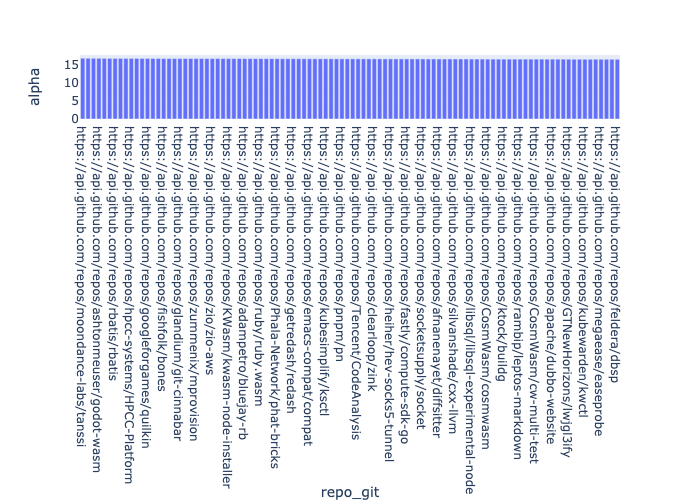 alpha
15
10
5
0
https://api.github.com/repos/moondance-labs/tanssi
https://api.github.com/repos/ashtonmeuser/godot-wasm
https://api.github.com/repos/rbatis/rbatis
https://api.github.com/repos/hpcc-systems/HPCC-Platform
https://api.github.com/repos/googleforgames/quilkin
https://api.github.com/repos/fishfolk/bones
https://api.github.com/repos/glandium/git-cinnabar
https://api.github.com/repos/zummenix/mprovision
https://api.github.com/repos/zio/zio-aws
https://api.github.com/repos/KWasm/kwasm-node-installer
https://api.github.com/repos/adampetro/bluejay-rb
https://api.github.com/repos/ruby/ruby.wasm
https://api.github.com/repos/Phala-Network/phat-bricks
https://api.github.com/repos/getredash/redash
https://api.github.com/repos/emacs-compat/compat
https://api.github.com/repos/kubesimplify/ksctl
https://api.github.com/repos/pnpm/pn
https://api.github.com/repos/Tencent/CodeAnalysis
https://api.github.com/repos/clearloop/zink
https://api.github.com/repos/heiher/hev-socks5-tunnel
https://api.github.com/repos/fastly/compute-sdk-go
https://api.github.com/repos/socketsupply/socket
https://api.github.com/repos/afnanenayet/diffsitter
https://api.github.com/repos/silvanshade/cxx-llvm
https://api.github.com/repos/libsql/libsql-experimental-node
https://api.github.com/repos/CosmWasm/cosmwasm
https://api.github.com/repos/ktock/buildg
https://api.github.com/repos/rambip/leptos-markdown
https://api.github.com/repos/CosmWasm/cw-multi-test
https://api.github.com/repos/apache/dubbo-website
https://api.github.com/repos/GTNewHorizons/lwjgl3ify
https://api.github.com/repos/kubewarden/kwctl
https://api.github.com/repos/megaease/easeprobe
https://api.github.com/repos/feldera/dbsp
repo_git